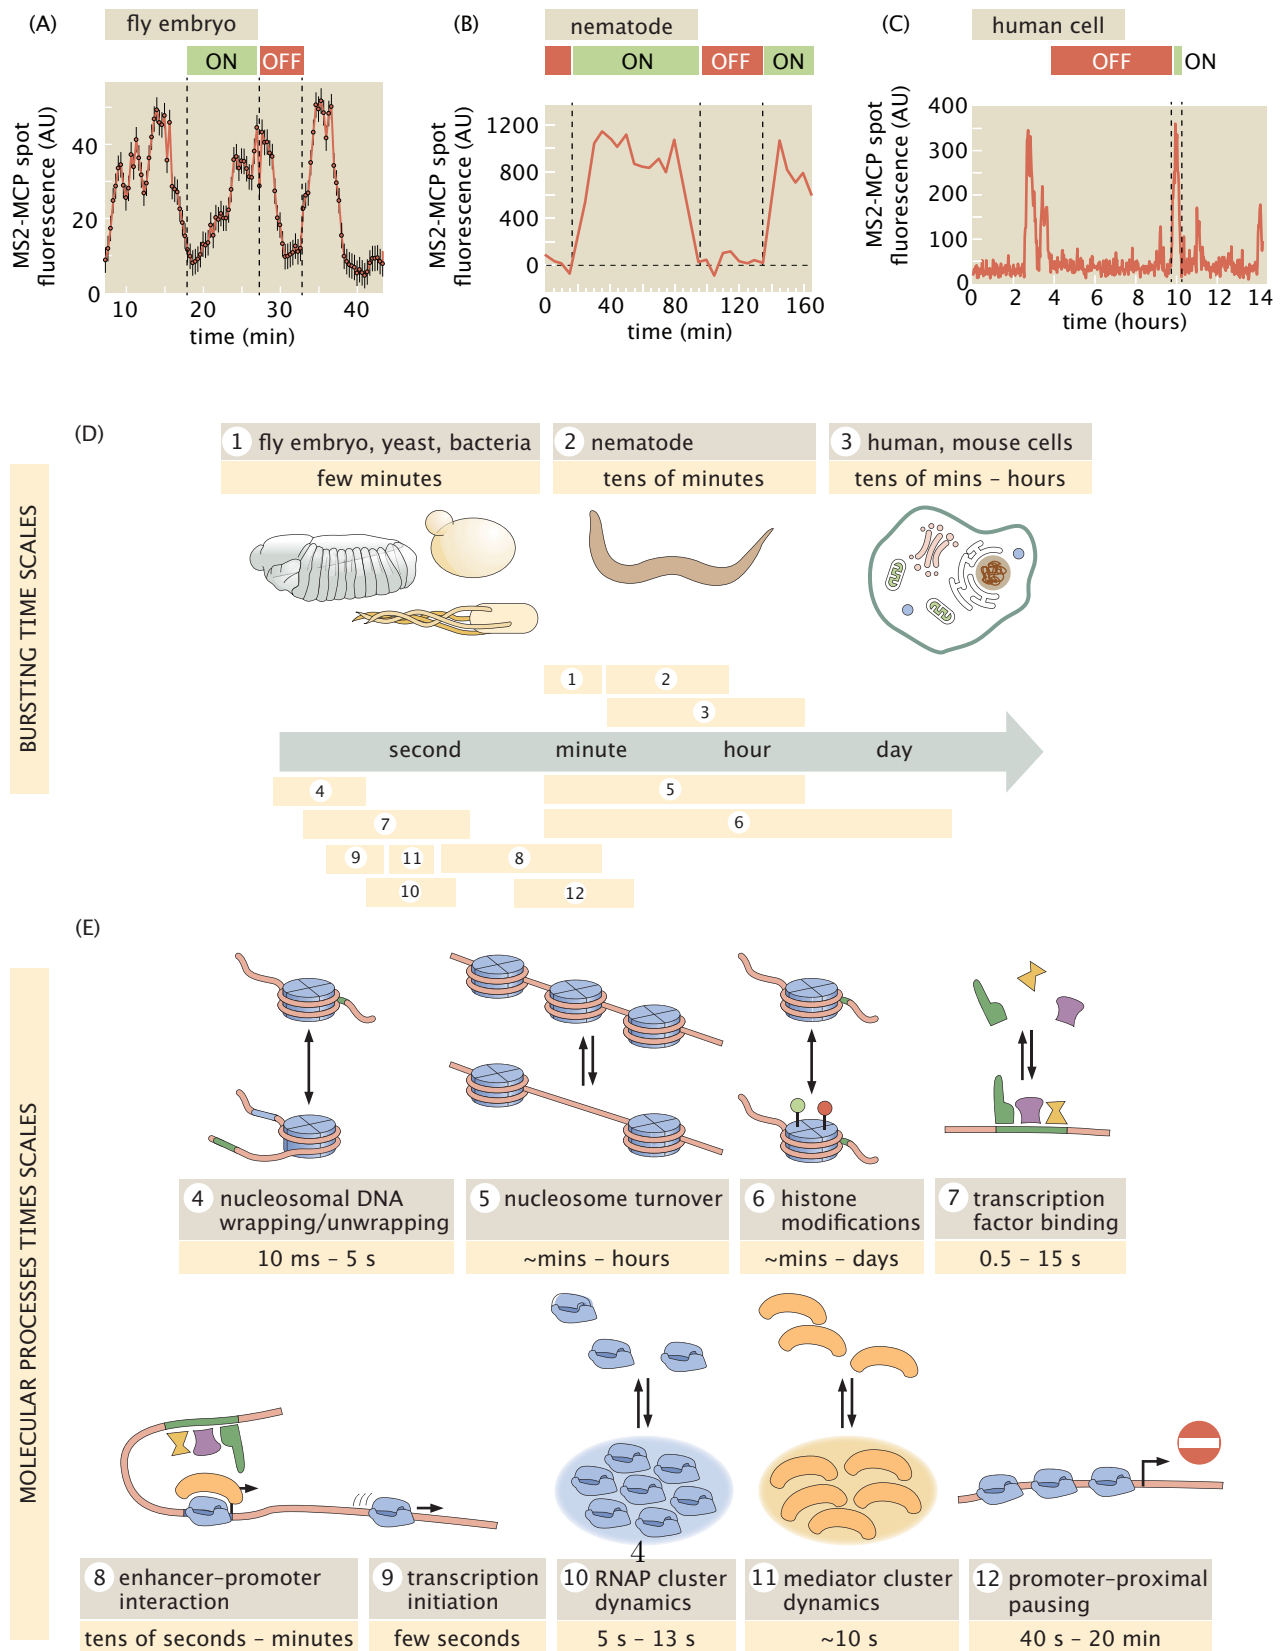 (A)
fly embryo
ON
OFF
MS2-MCP spot
fluorescence (AU)
40
20
0
10
20
30
40
time (min)
(B)
nematode
ON
OFF
ON
MS2-MCP spot
fluorescence (AU)
1200
800
400
0
0
40
80
120
160
time (min)
(C)
human cell
OFF
ON
MS2-MCP spot
fluorescence (AU)
400
300
200
100
0
0
2
4
6
8
10
12
14
time (hours)
(D)
BURSTING TIME SCALES
1 fly embryo, yeast, bacteria
few minutes
2 nematode
tens of minutes
3 human, mouse cells
tens of mins – hours
1
2
3
second minute hour day
4
5
7
6
9
11
8
10
12
(E)
MOLECULAR PROCESSES TIMES SCALES
4 nucleosomal DNA
wrapping/unwrapping
10 ms – 5 s
5 nucleosome turnover
~mins – hours
6 histone
modifications
~mins – days
7 transcription
factor binding
0.5 – 15 s
8 enhancer–promoter
interaction
tens of seconds – minutes
9 transcription
initiation
few seconds
4
10 RNAP cluster
dynamics
5 s – 13 s
11 mediator cluster
dynamics
~10 s
12 promoter–proximal
pausing
40 s – 20 min